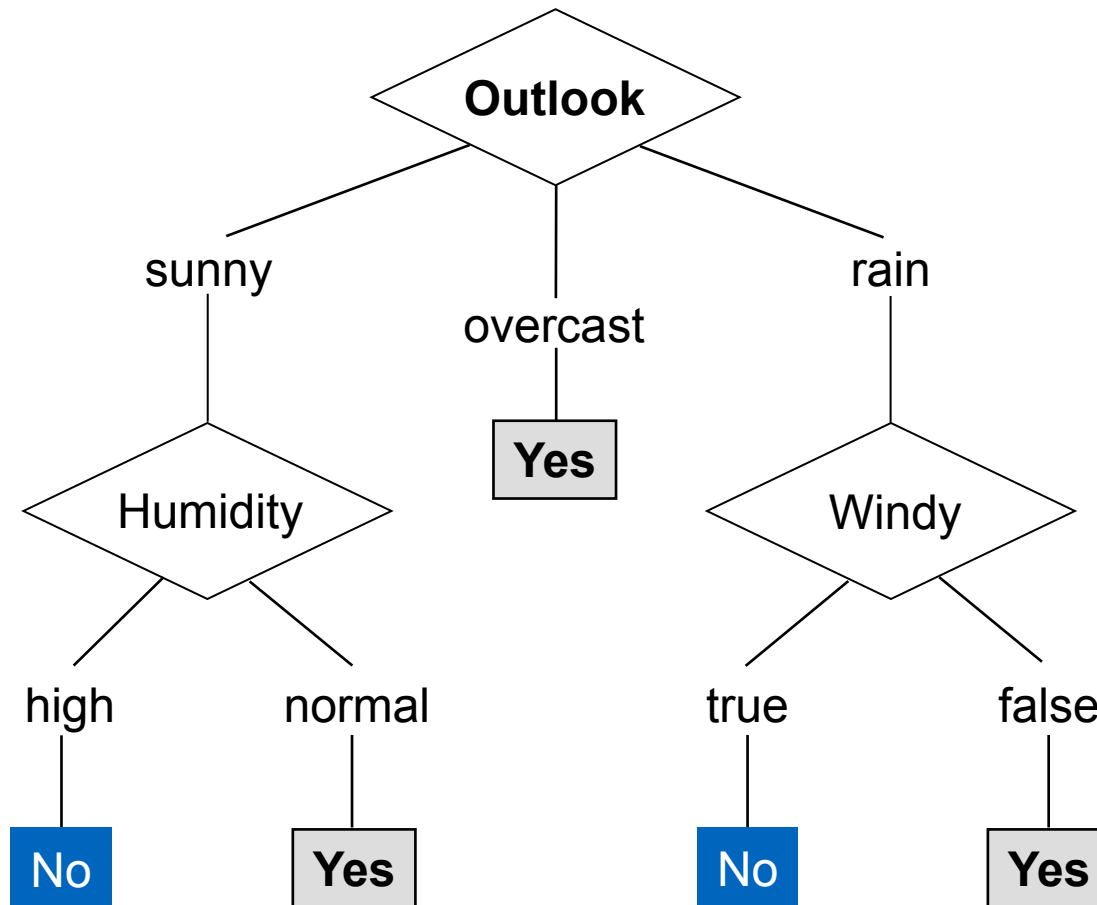 Outlook
sunny
rain
overcast
Yes
Humidity
Windy
high
normal
true
false
No
Yes
No
Yes